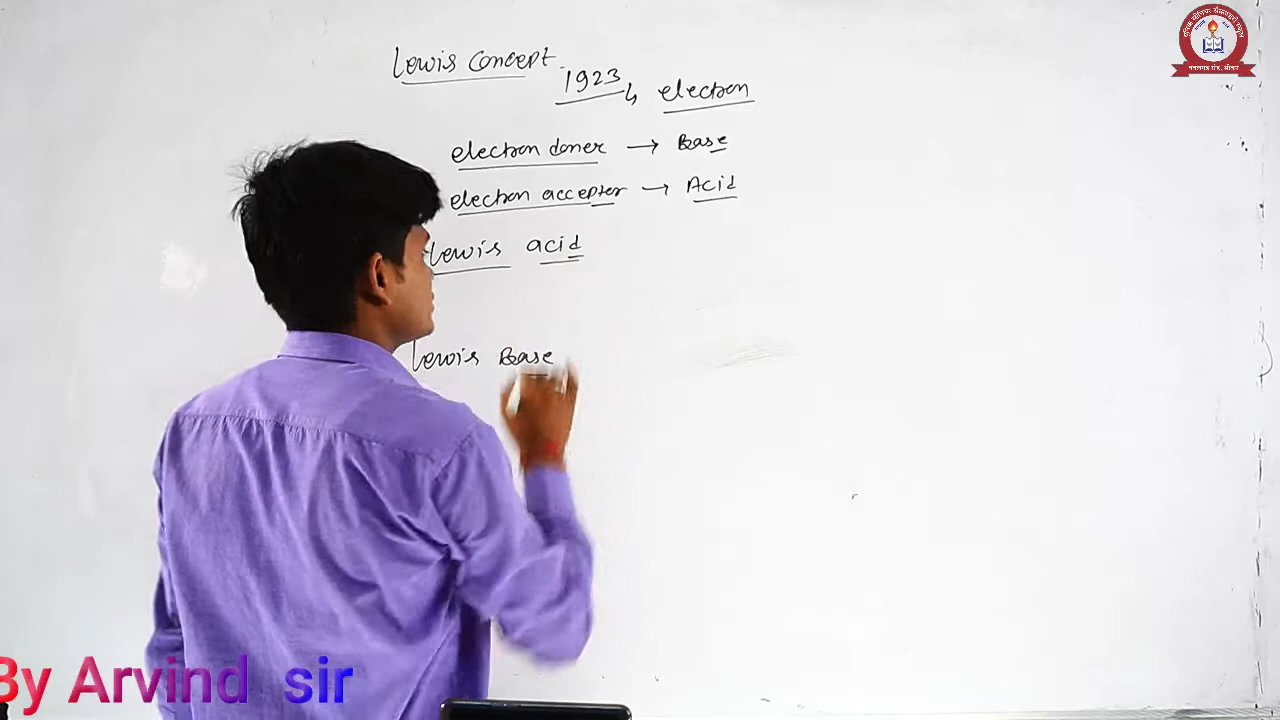 Lewis Concept
1923 ↳ electron
electron doner → Base
electron accepter → Acid
Lewis acid
Lewis Base
By Arvind sir